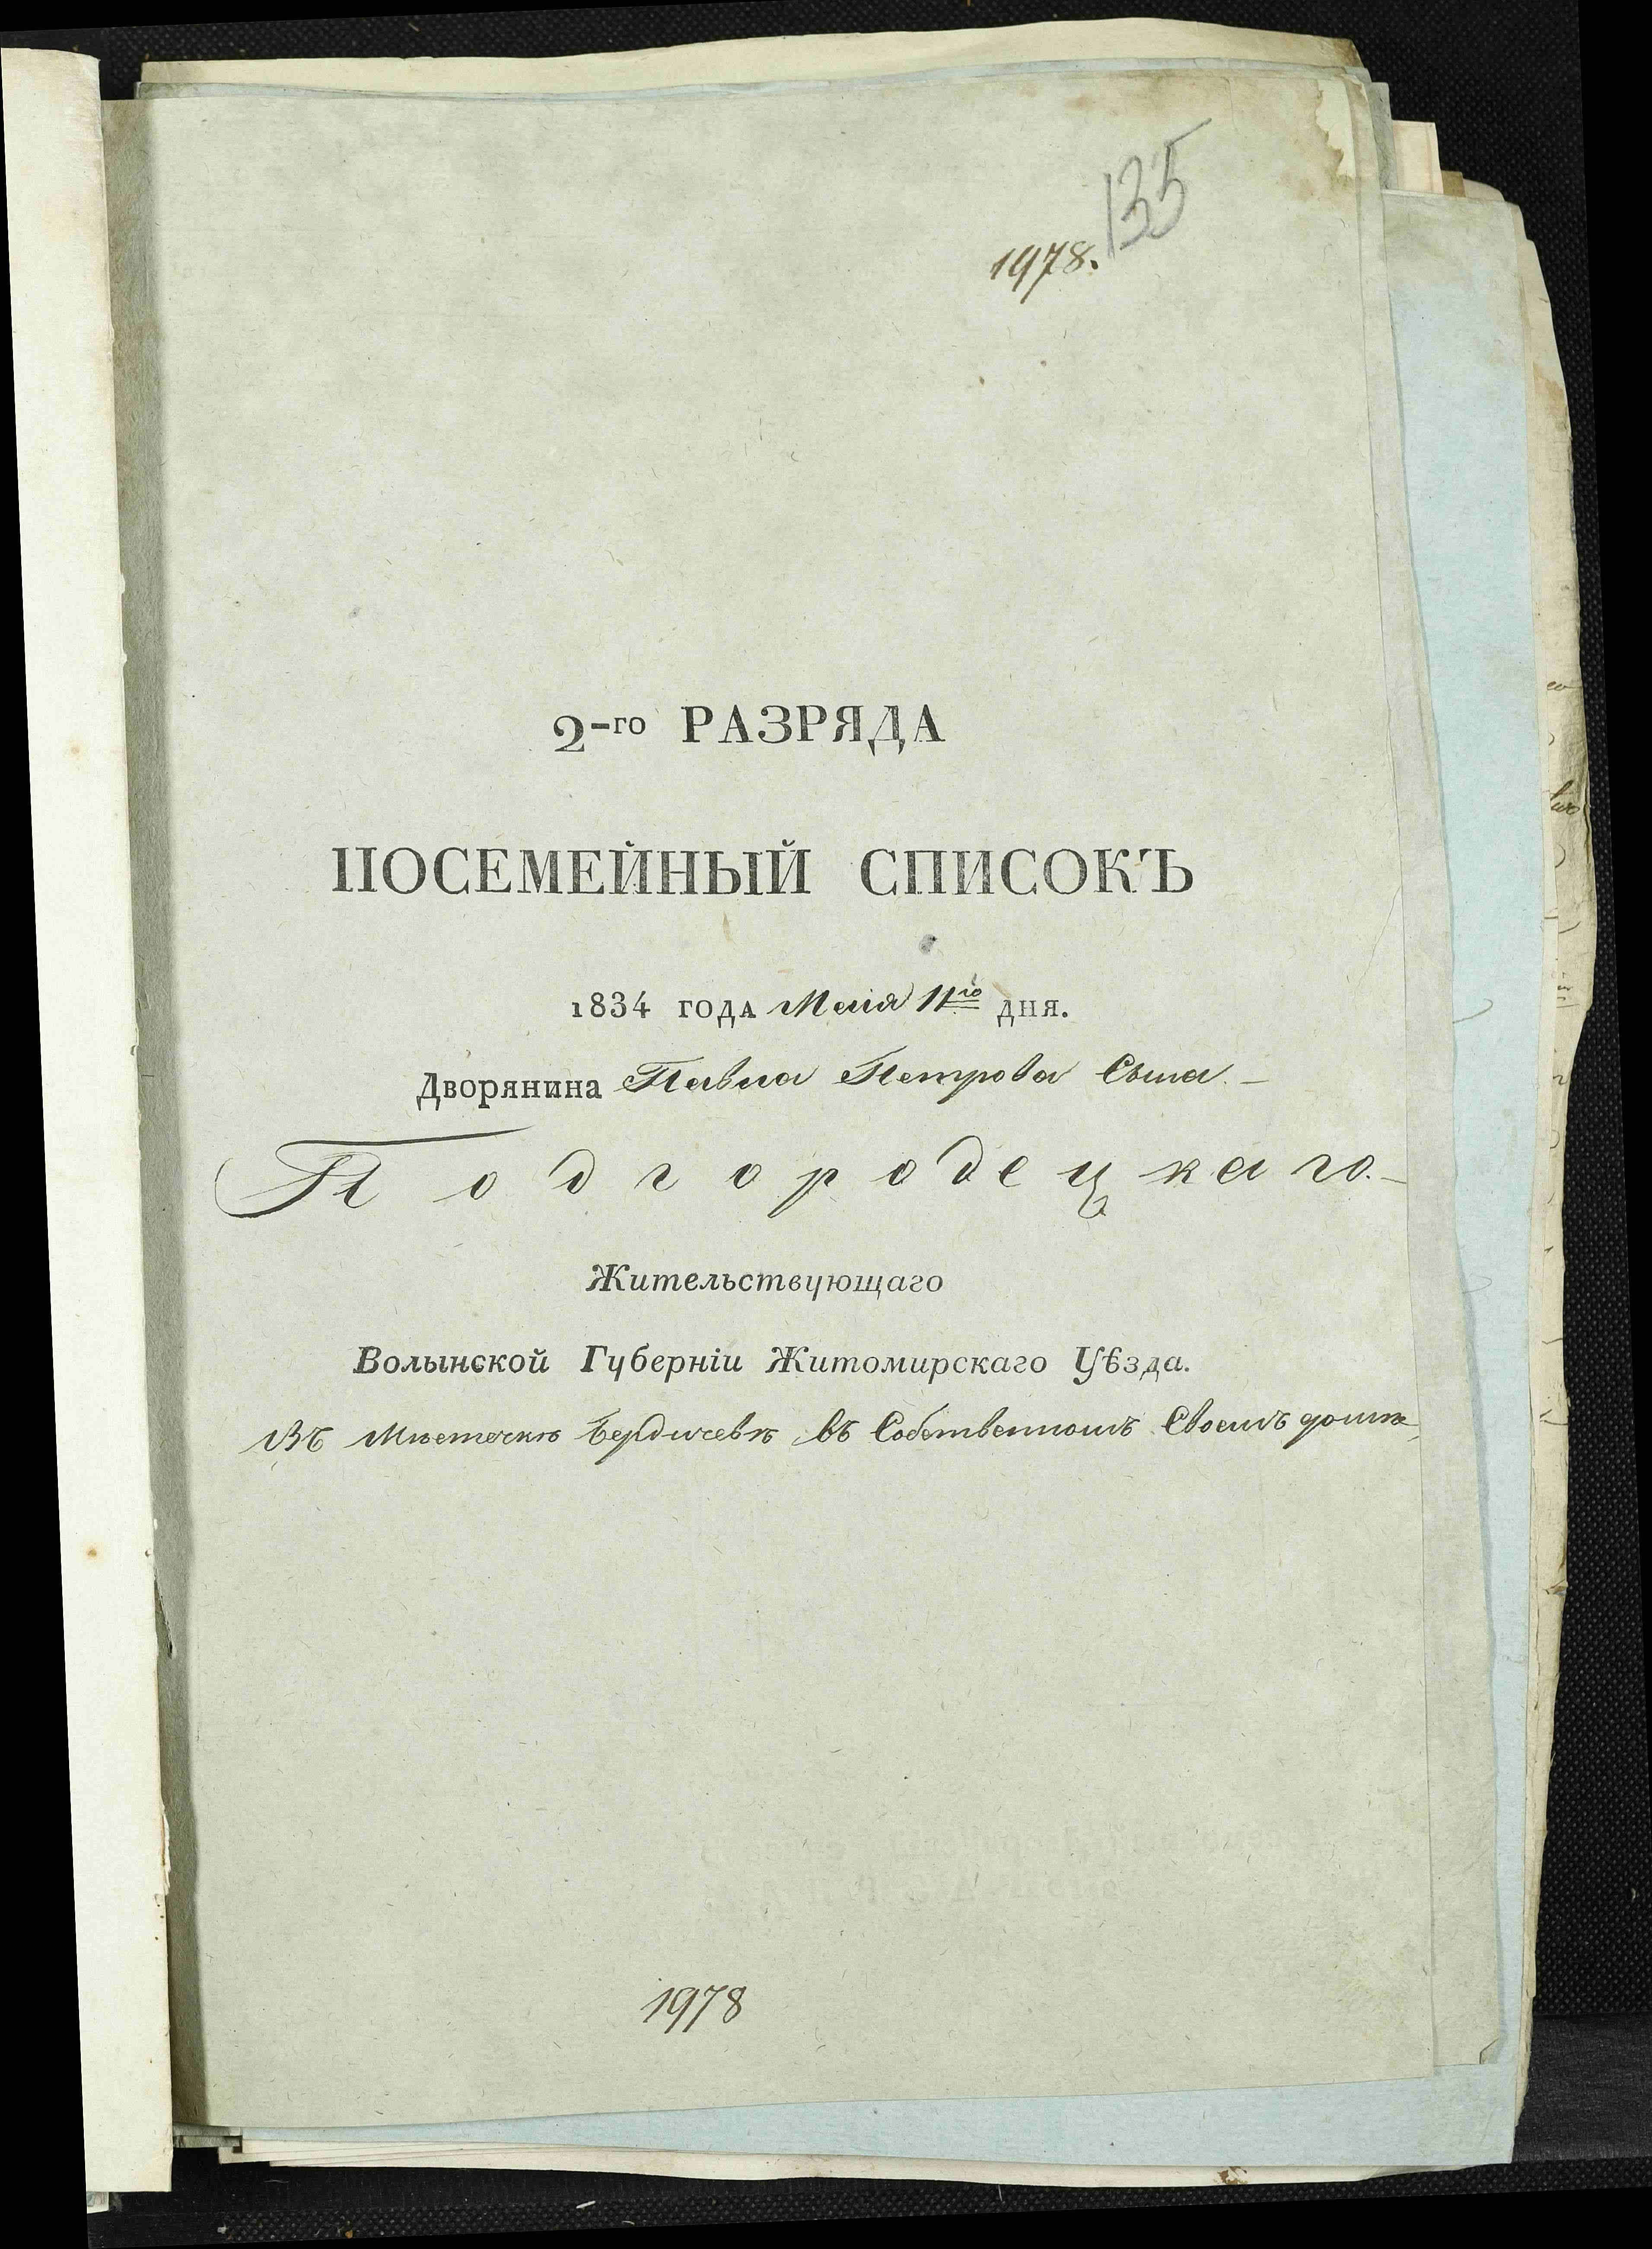 135
1978.
2-го РАЗРЯДА
ПОСЕМЕЙНЫЙ СПИСОКЪ
1834 года Маія 11го дня.
Дворянина Павла Петрова Сына.-
Подгородецкаго.-
Жительствующаго
Волынской Губерніи Житомирскаго Уѣзда.
Въ Мѣстечкѣ Бердичевѣ въ Собственномъ Своемъ домѣ
1978